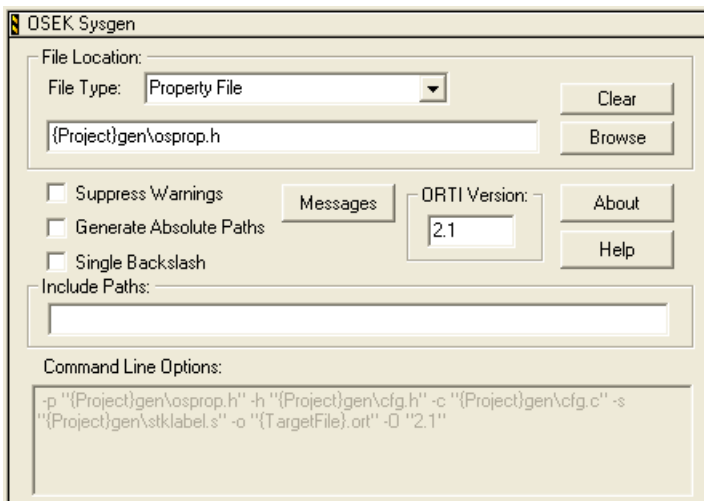 OSEK Sysgen
File Location:
File Type: Property File
Clear
{Project}gen\osprop.h
Browse
Suppress Warnings
Messages
ORTI Version:
About
Generate Absolute Paths
2.1
Help
Single Backslash
Include Paths:
Command Line Options:
-p "{Project}gen\osprop.h" -h "{Project}gen\cfg.h" -c "{Project}gen\cfg.c" -s
"{Project}gen\stklabel.s" -o "{TargetFile}.ort" -O "2.1"